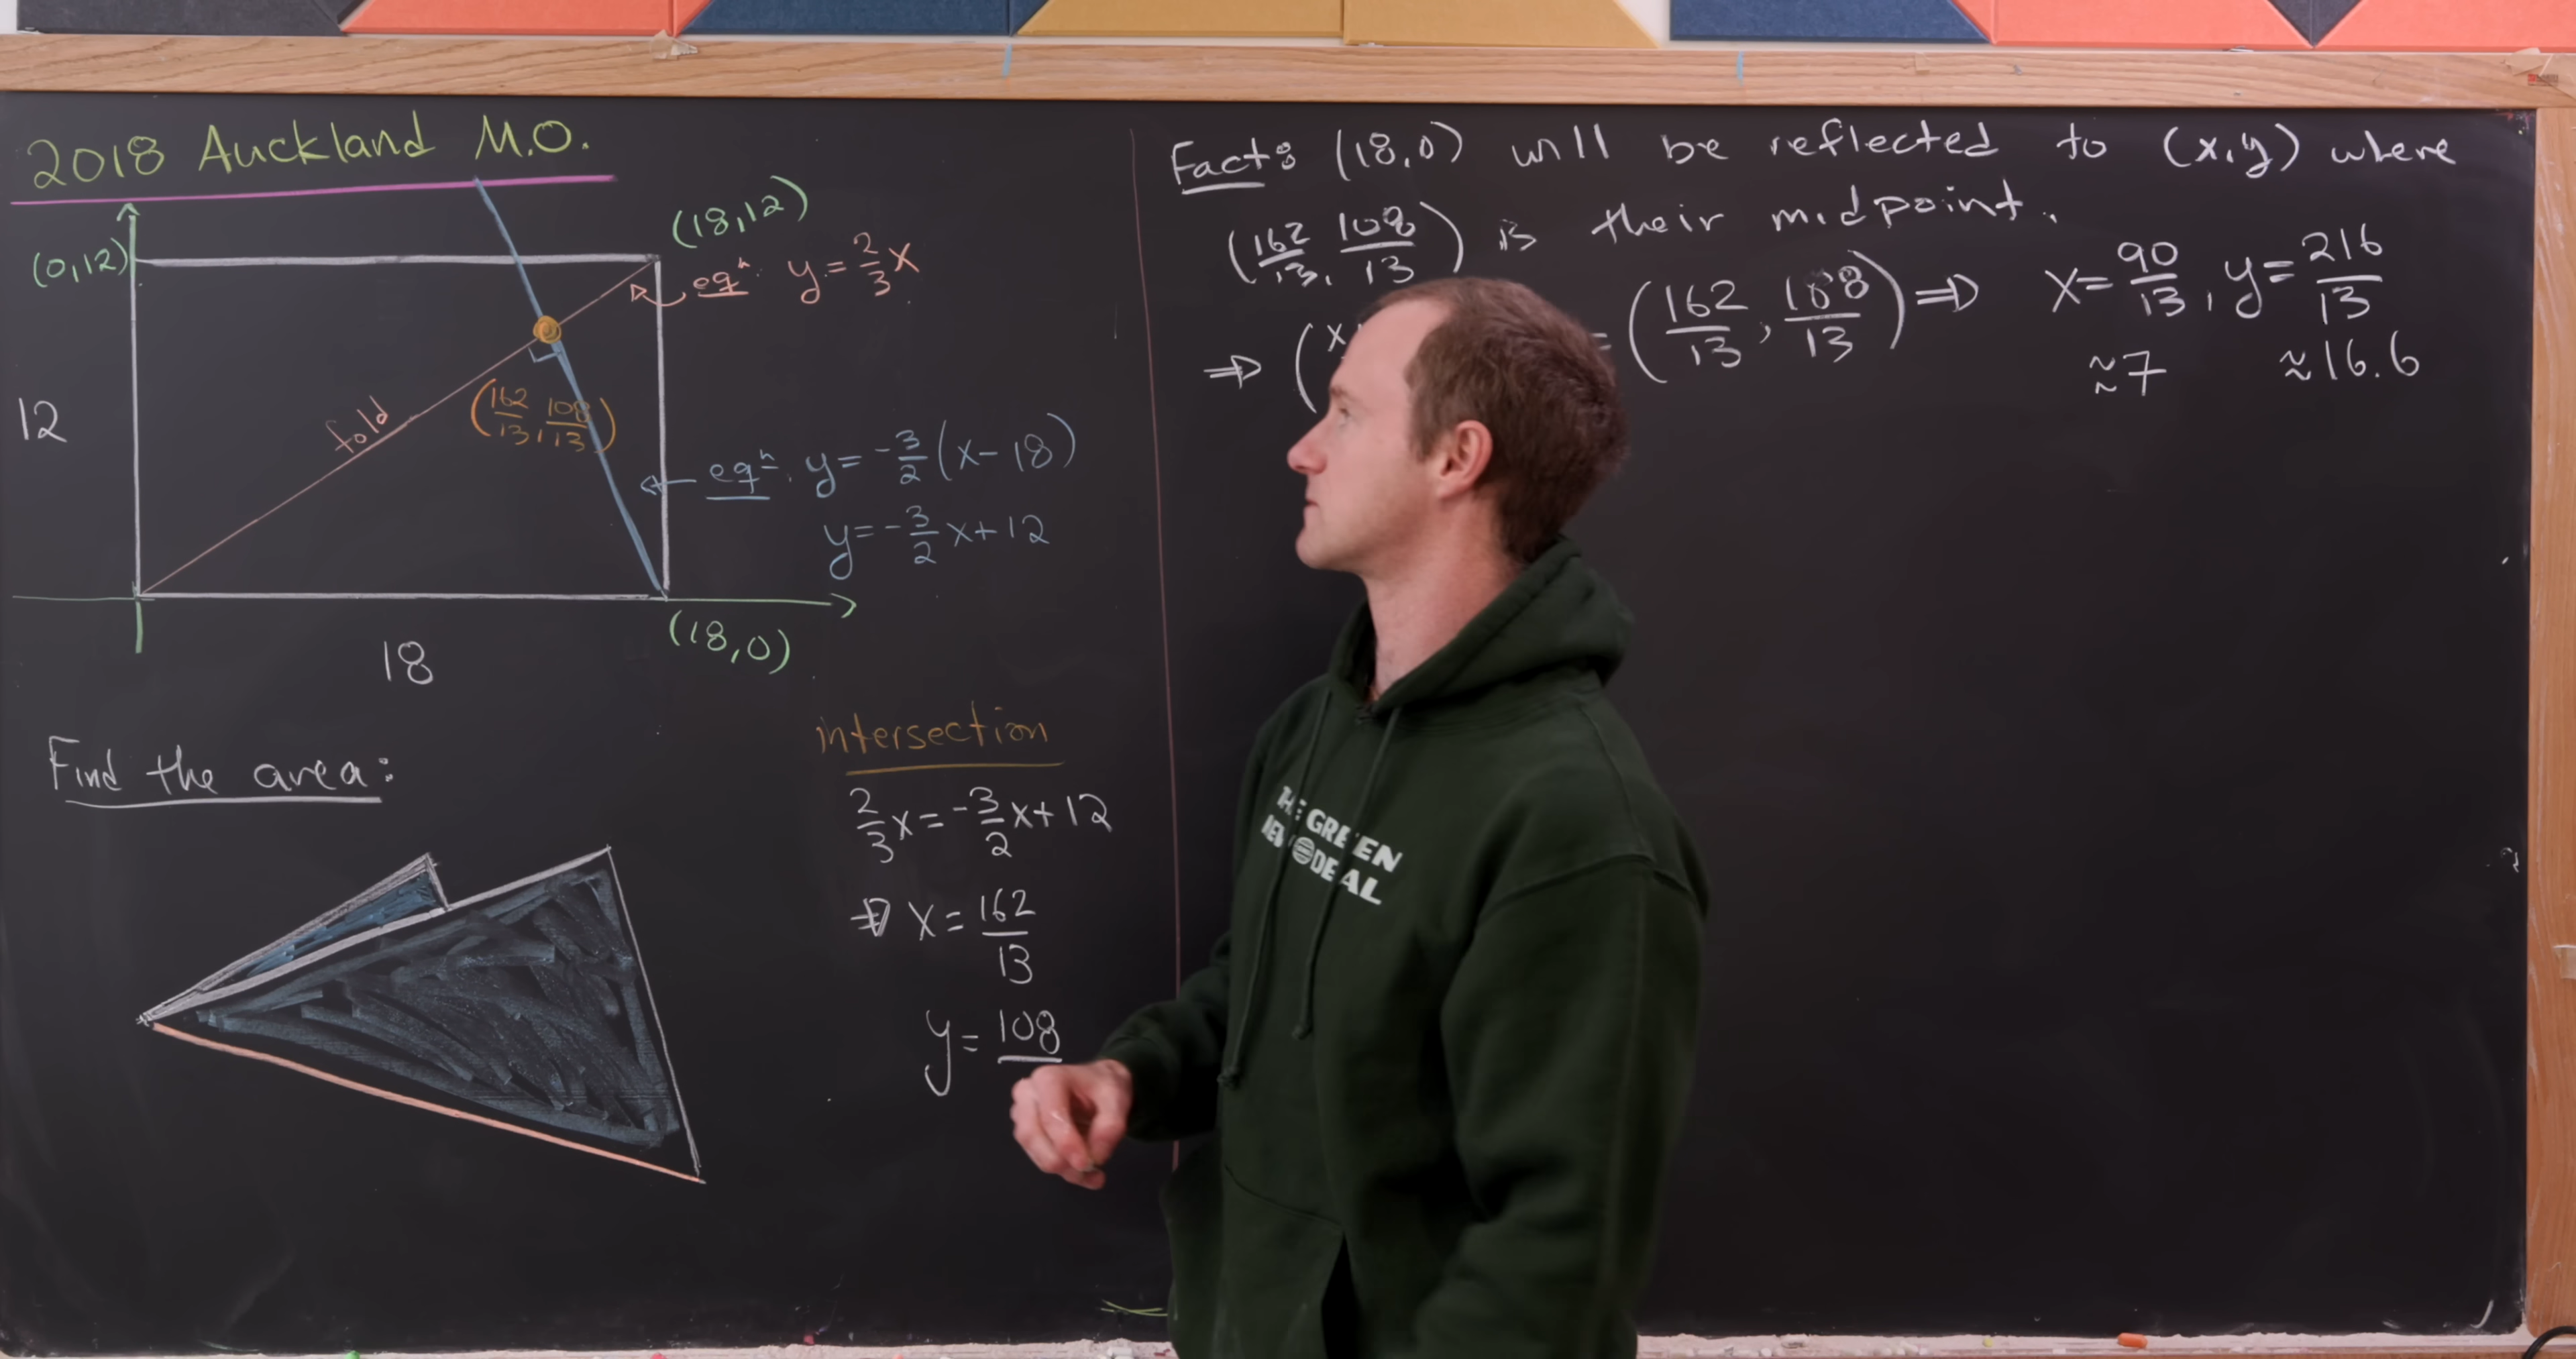 2018 Auckland M.O.
(0,12)
(18,12)
eqⁿ: y = 2/3 x
12
fold
(162/13, 108/13)
eqⁿ: y = -3/2 (x - 18)
y = -3/2 x + 12
18
(18,0)
Find the area:
intersection
2/3 x = -3/2 x + 12
⇒ x = 162/13
y = 108
Fact: (18,0) will be reflected to (x,y) where
(162/13, 108/13) is their midpoint.
⇒ (x = (162/13, 108/13) ⇒ x = 90/13, y = 216/13
≈7 ≈16.6
THE GREEN
NEW DEAL